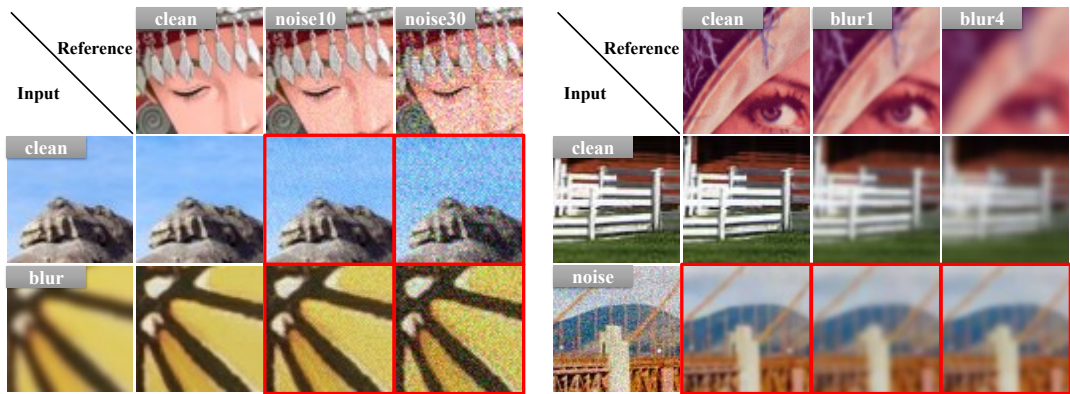 clean noise10 noise30
Reference
Input
clean
blur
clean blur1 blur4
Reference
Input
clean
noise